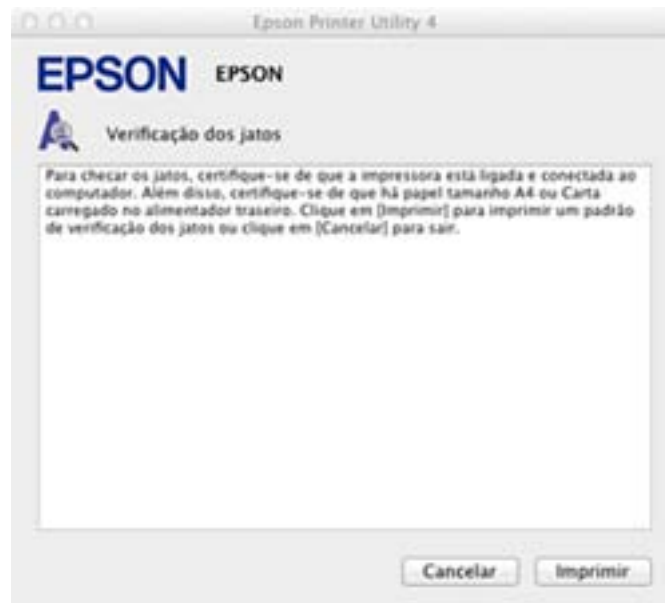 Epson Printer Utility 4
EPSON EPSON
Verificação dos jatos
Para checar os jatos, certifique-se de que a impressora está ligada e conectada ao
computador. Além disso, certifique-se de que há papel tamanho A4 ou Carta
carregado no alimentador traseiro. Clique em [Imprimir] para imprimir um padrão
de verificação dos jatos ou clique em [Cancelar] para sair.
Cancelar Imprimir